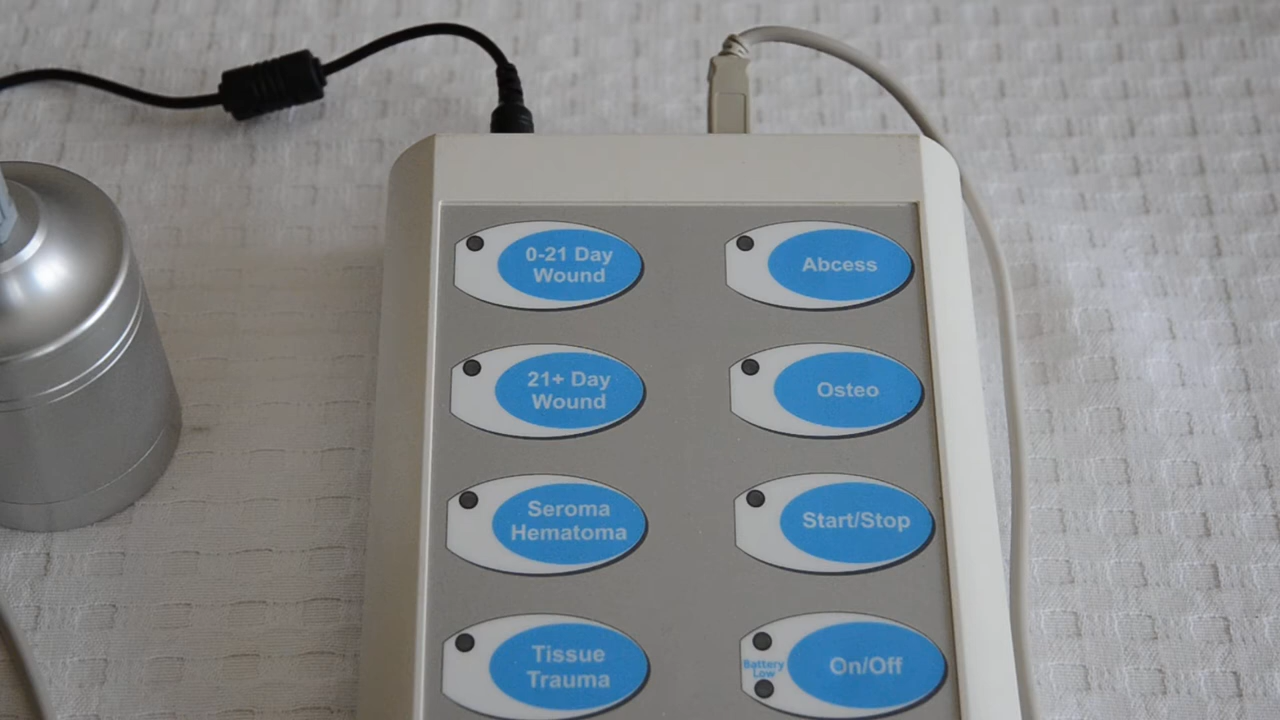 0-21 Day
Wound
Abcess
21+ Day
Wound
Osteo
Seroma
Hematoma
Start/Stop
Tissue
Trauma
Battery
Low
On/Off